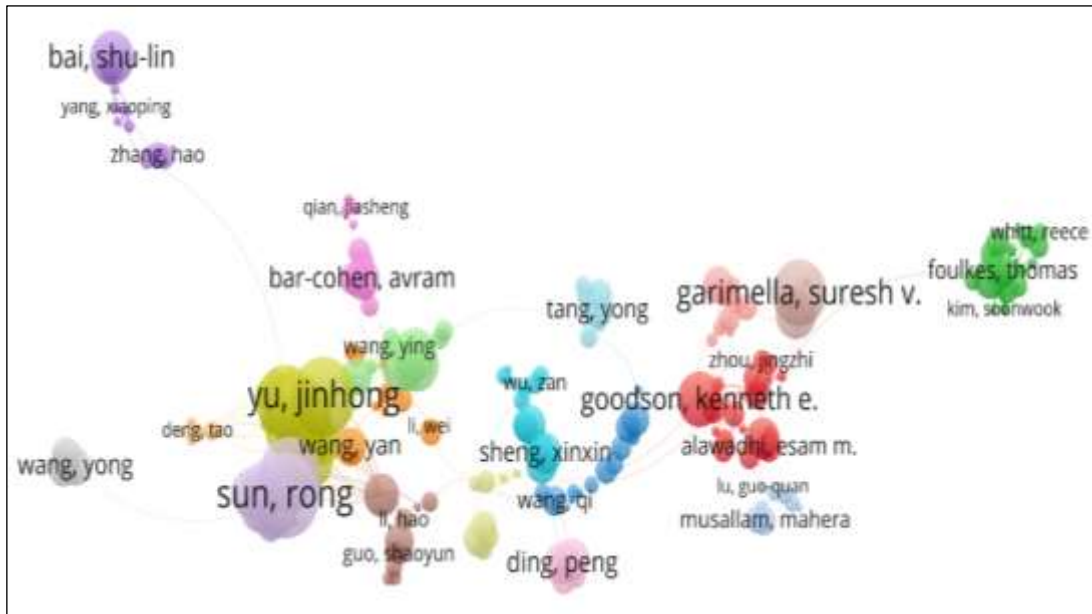 bai, shu-lin
yang, xiaoping
zhang, hao
qian, jiasheng
whitt, reece
bar-cohen, avram
foulkes, thomas
garimella, suresh v.
tang, yong
kim, soonwook
wang, ying
zhou, jingzhi
wu, zan
yu, jinhong
goodson, kenneth e.
deng, tao
li, wei
wang, yan
alawadhi, esam m.
sheng, xinxin
wang, yong
lu, guo-quan
sun, rong
wang, qi
li, hao
musallam, mahera
guo, shaoyun
ding, peng